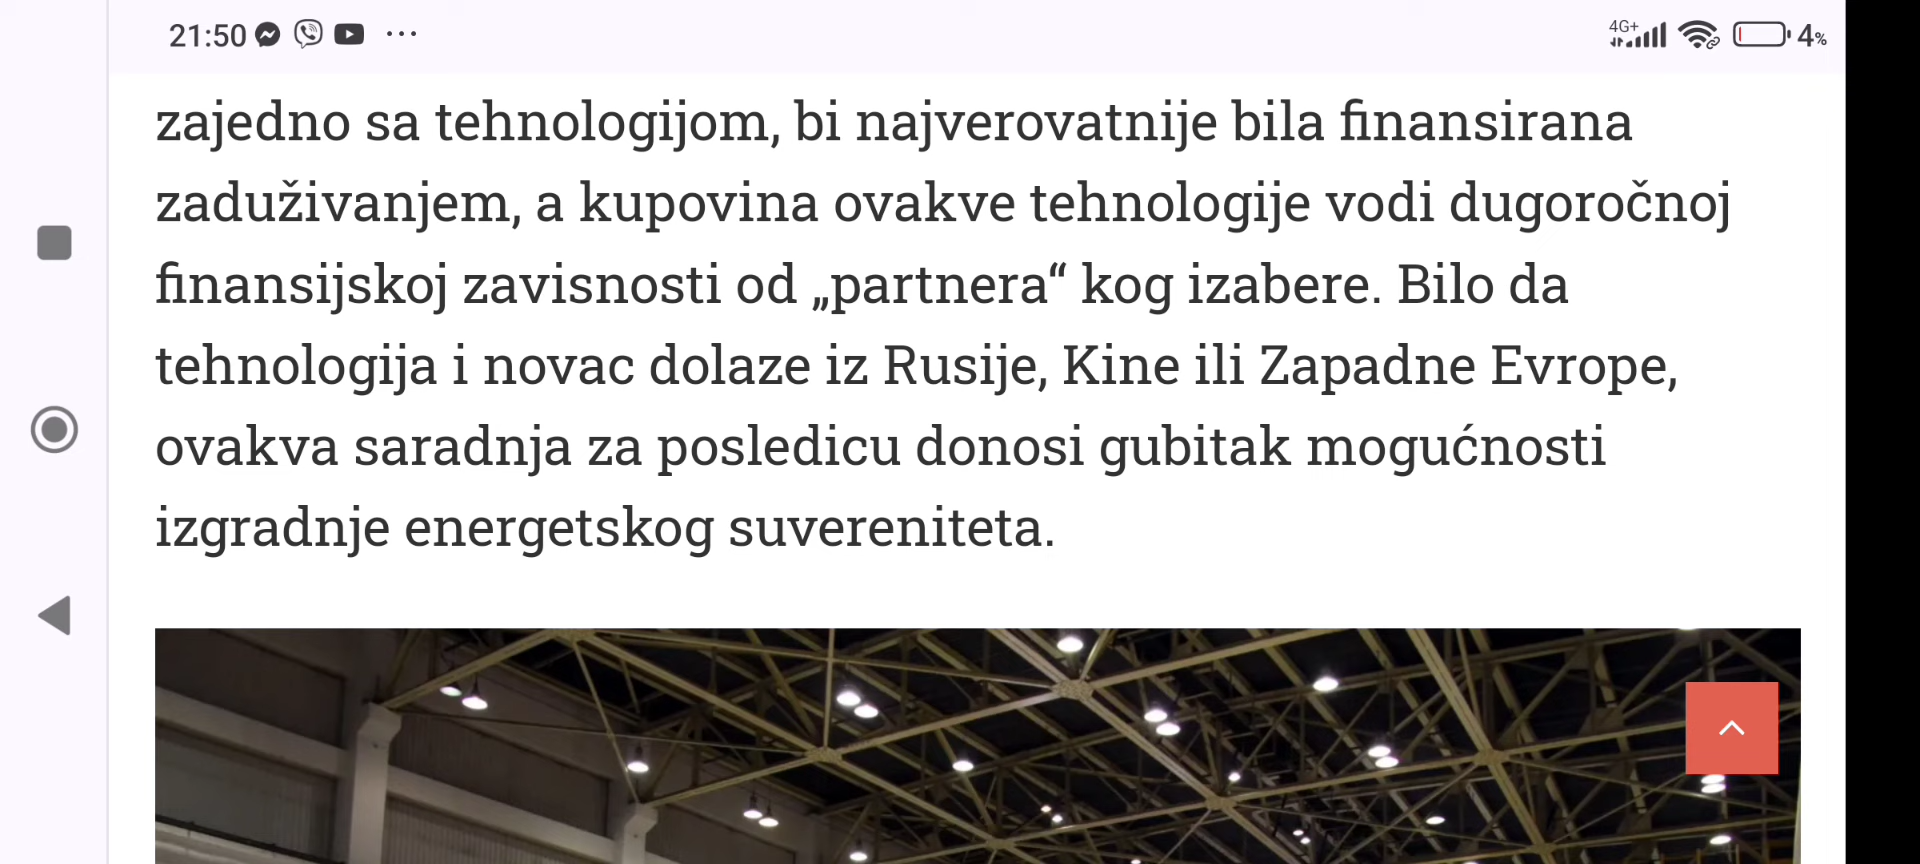 21:50
4G+
4%
zajedno sa tehnologijom, bi najverovatnije bila finansirana
zaduživanjem, a kupovina ovakve tehnologije vodi dugoročnoj
finansijskoj zavisnosti od „partnera“ kog izabere. Bilo da
tehnologija i novac dolaze iz Rusije, Kine ili Zapadne Evrope,
ovakva saradnja za posledicu donosi gubitak mogućnosti
izgradnje energetskog suvereniteta.